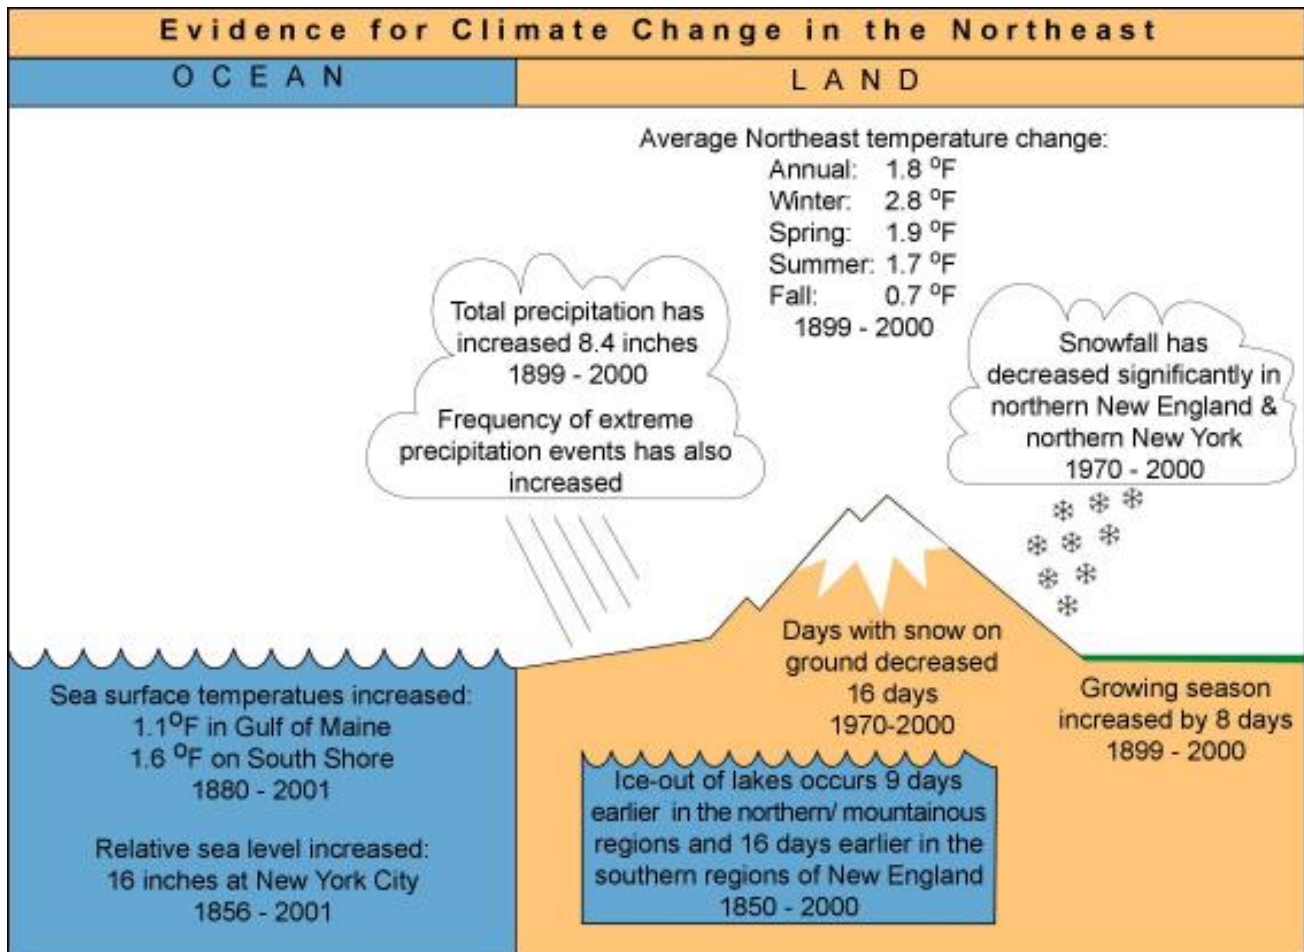 Evidence for Climate Change in the Northeast
OCEAN
LAND
Average Northeast temperature change:
Annual: 1.8 ºF
Winter: 2.8 ºF
Spring: 1.9 ºF
Summer: 1.7 ºF
Fall: 0.7 ºF
1899 - 2000
Total precipitation has
increased 8.4 inches
1899 - 2000
Frequency of extreme
precipitation events has also
increased
Snowfall has
decreased significantly in
northern New England &
northern New York
1970 - 2000
Days with snow on
ground decreased
16 days
1970-2000
Growing season
increased by 8 days
1899 - 2000
Sea surface temperatues increased:
1.1ºF in Gulf of Maine
1.6 ºF on South Shore
1880 - 2001
Relative sea level increased:
16 inches at New York City
1856 - 2001
Ice-out of lakes occurs 9 days
earlier in the northern/ mountainous
regions and 16 days earlier in the
southern regions of New England
1850 - 2000